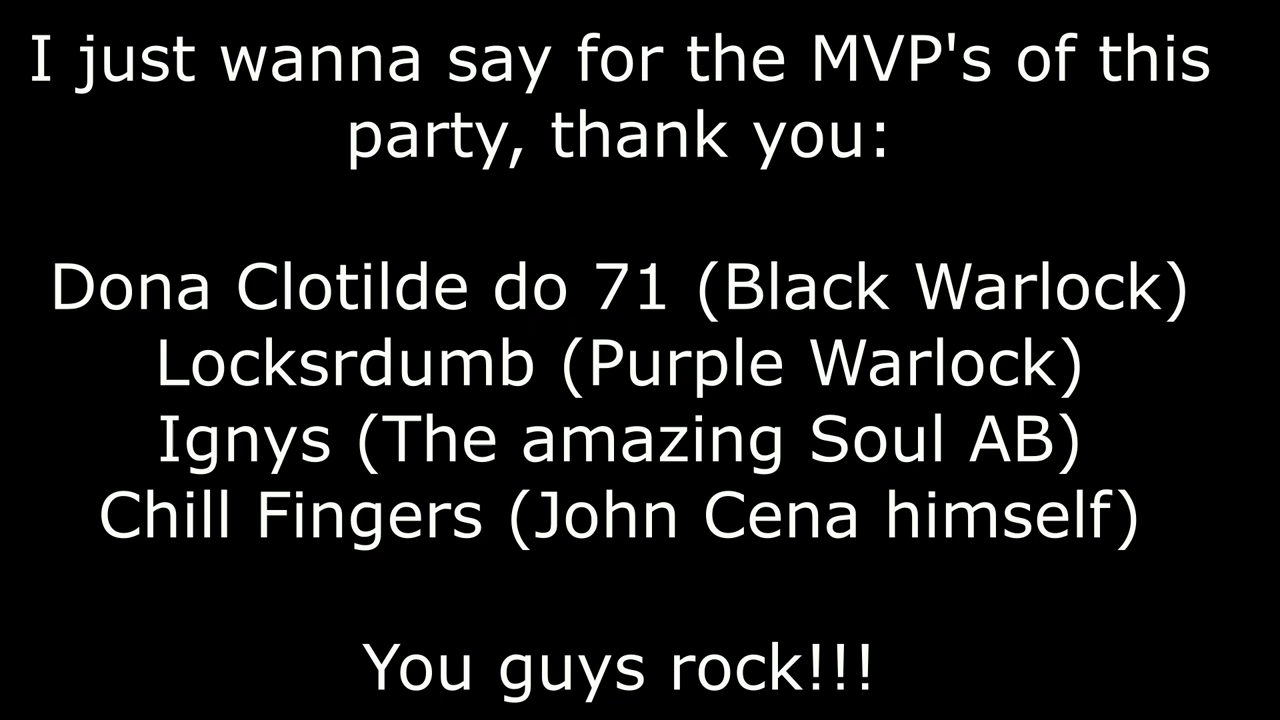 I just wanna say for the MVP's of this
party, thank you:
Dona Clotilde do 71 (Black Warlock)
Locksrdumb (Purple Warlock)
Ignys (The amazing Soul AB)
Chill Fingers (John Cena himself)
You guys rock!!!